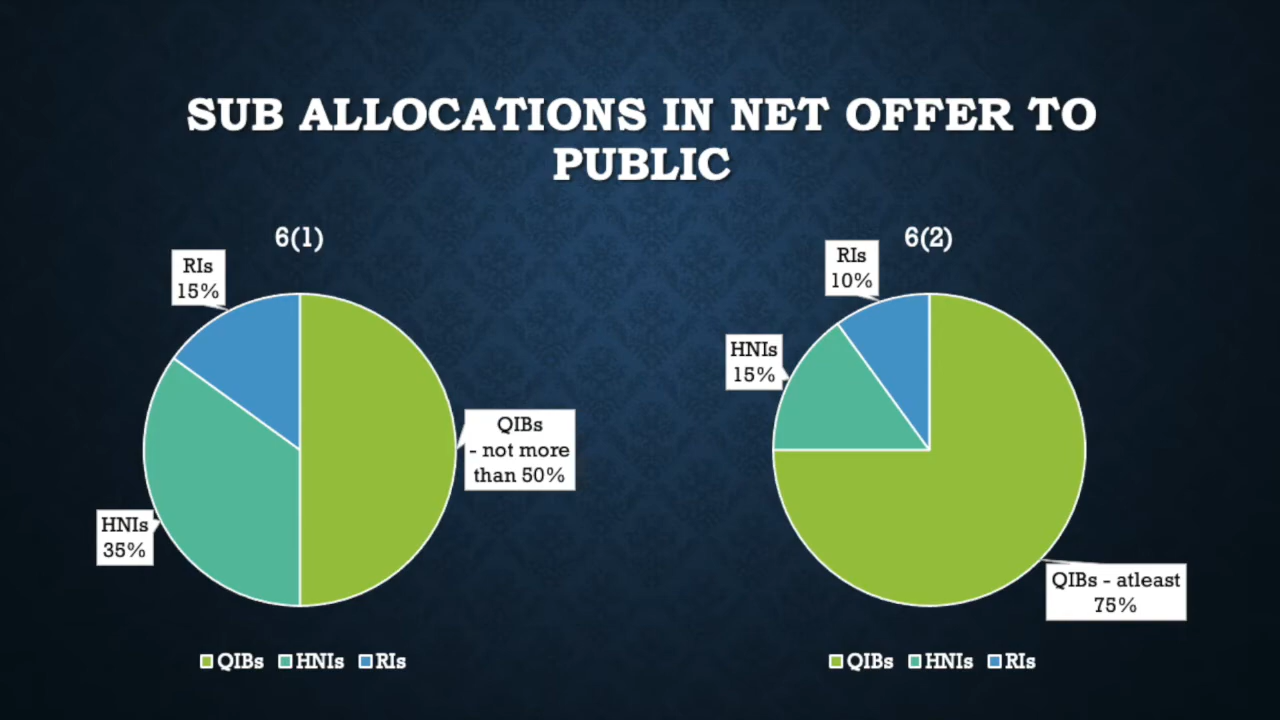 SUB ALLOCATIONS IN NET OFFER TO
PUBLIC
6(1)
RIs
15%
QIBs
- not more
than 50%
HNIs
35%
QIBs HNIs RIs
6(2)
RIs
10%
HNIs
15%
QIBs - atleast
75%
QIBs HNIs RIs